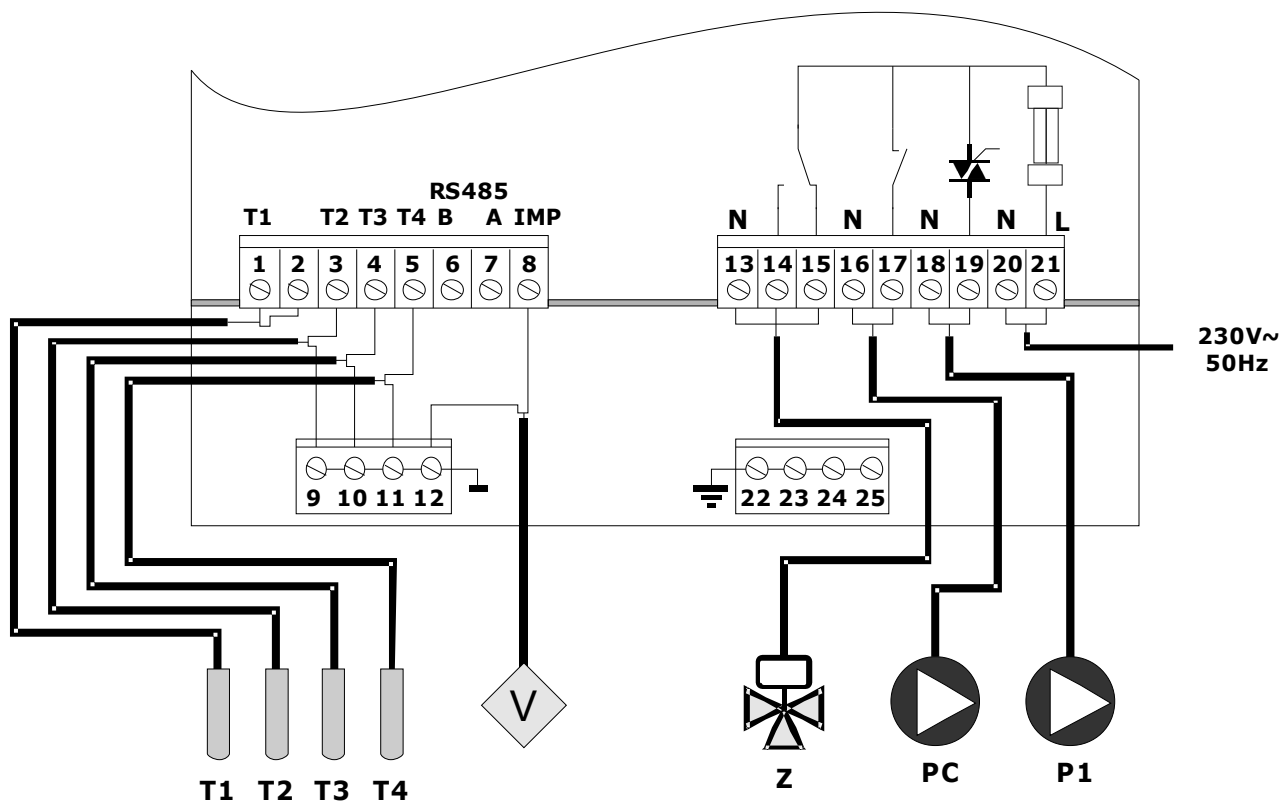 RS485
T1 T2 T3 T4 B A IMP
N N N N L
1 2 3 4 5 6 7 8
13 14 15 16 17 18 19 20 21
230V~
50Hz
9 10 11 12
22 23 24 25
V
T1 T2 T3 T4
Z
PC
P1